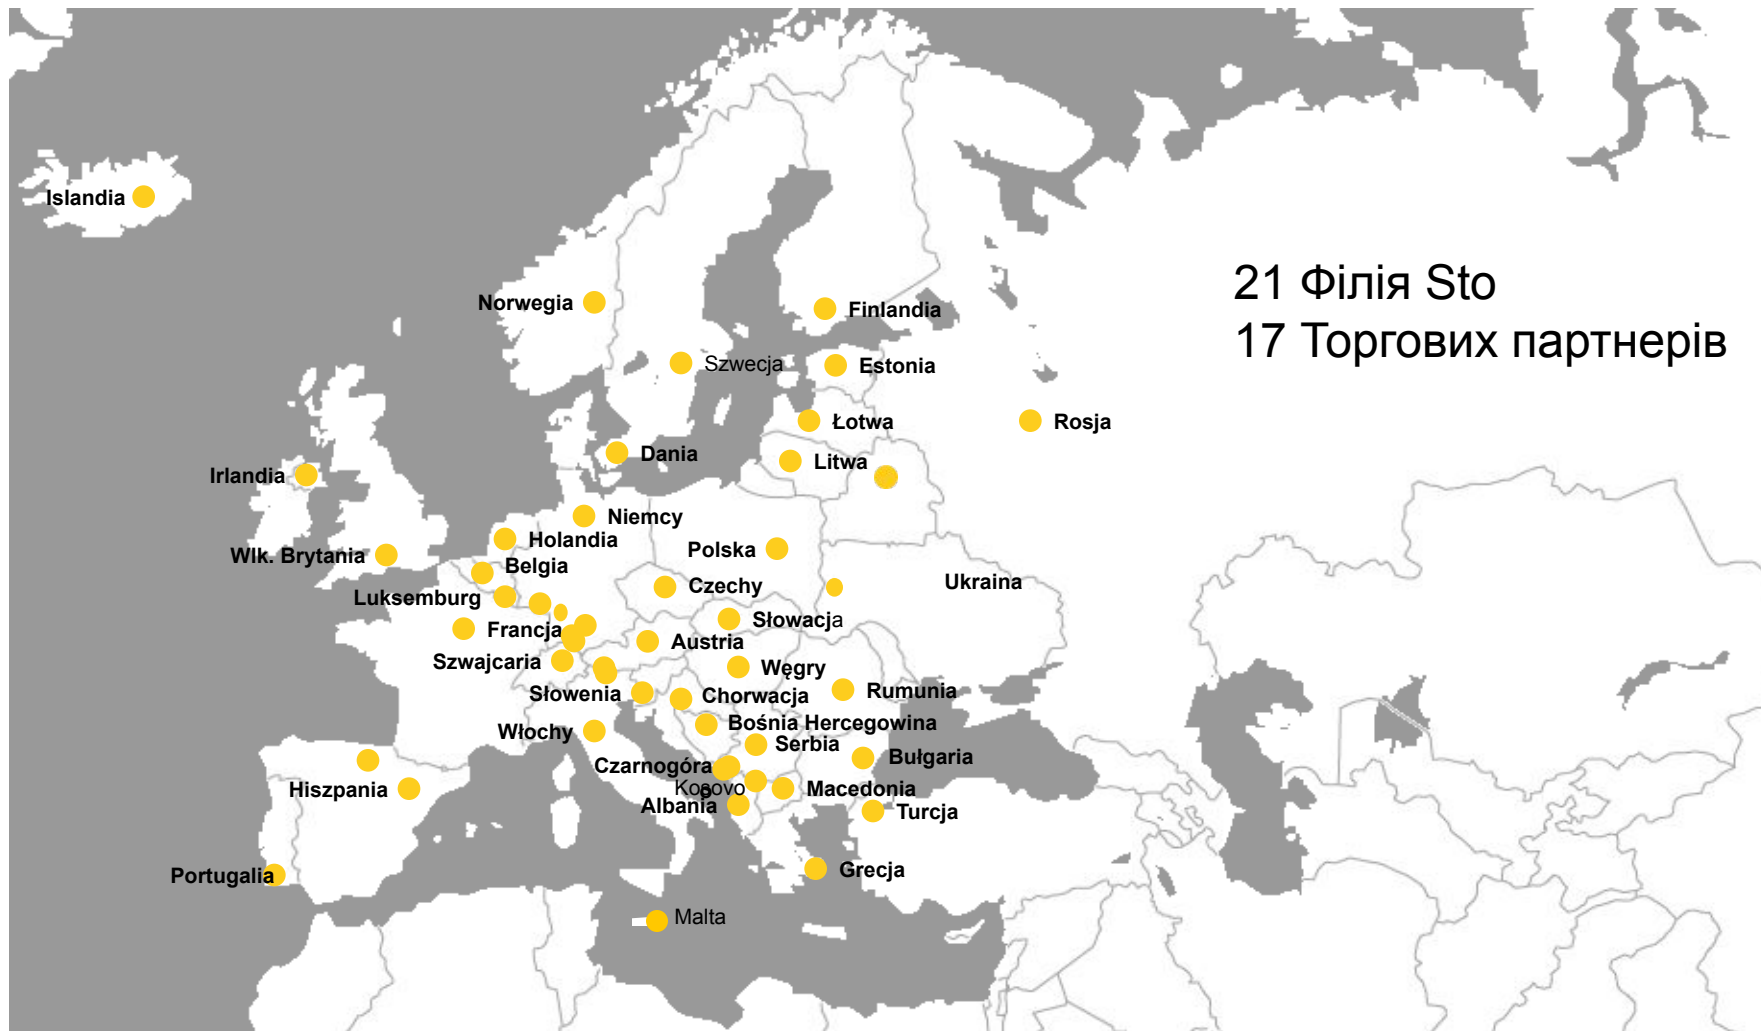 Islandia
21 Філія Sto
17 Торгових партнерів
Norwegia
Finlandia
Szwecja
Estonia
Łotwa
Rosja
Dania
Litwa
Irlandia
Niemcy
Holandia
Polska
Wlk. Brytania
Belgia
Czechy
Ukraina
Luksemburg
Słowacja
Francja
Austria
Szwajcaria
Węgry
Słowenia
Chorwacja
Rumunia
Włochy
Bośnia Hercegowina
Serbia
Czarnogóra
Bułgaria
Hiszpania
Kosovo
Macedonia
Albania
Turcja
Portugalia
Grecja
Malta